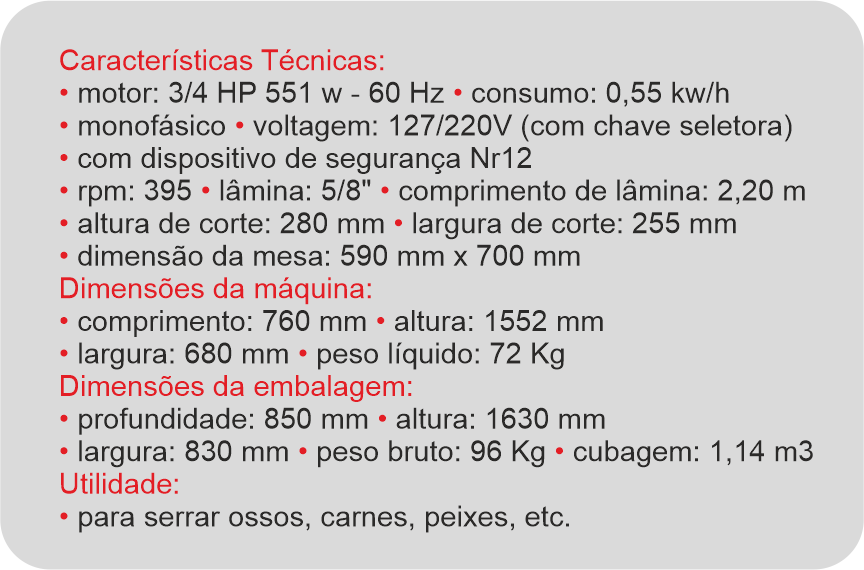 Características Técnicas:
• motor: 3/4 HP 551 w - 60 Hz • consumo: 0,55 kw/h
• monofásico • voltagem: 127/220V (com chave seletora)
• com dispositivo de segurança Nr12
• rpm: 395 • lâmina: 5/8" • comprimento de lâmina: 2,20 m
• altura de corte: 280 mm • largura de corte: 255 mm
• dimensão da mesa: 590 mm x 700 mm
Dimensões da máquina:
• comprimento: 760 mm • altura: 1552 mm
• largura: 680 mm • peso líquido: 72 Kg
Dimensões da embalagem:
• profundidade: 850 mm • altura: 1630 mm
• largura: 830 mm • peso bruto: 96 Kg • cubagem: 1,14 m3
Utilidade:
• para serrar ossos, carnes, peixes, etc.